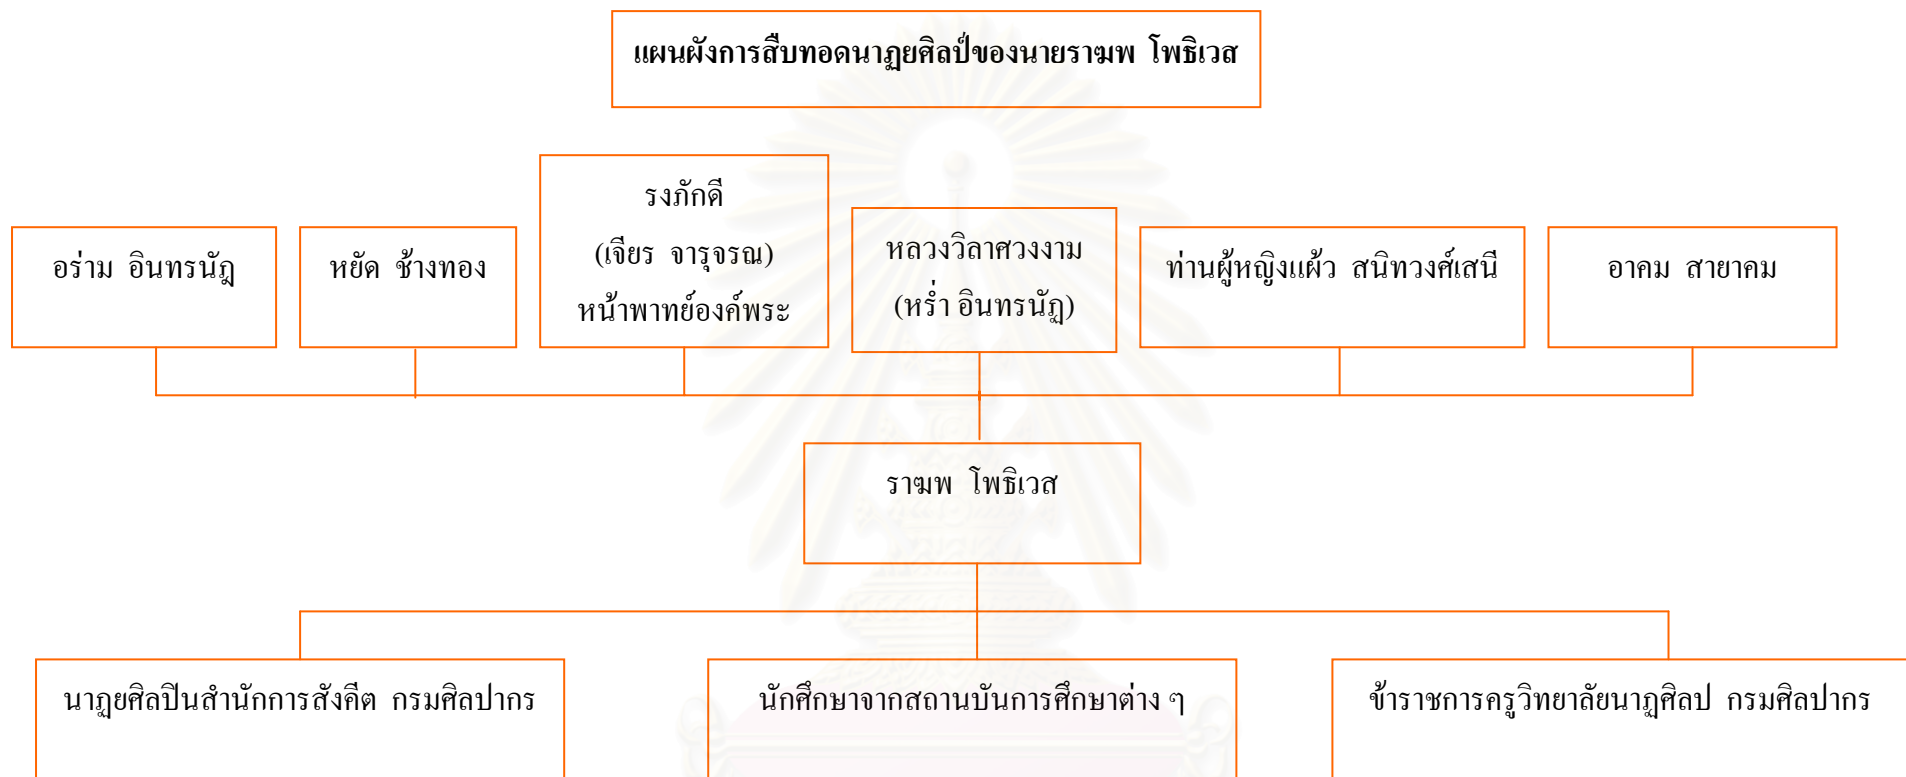 แผนผังการสืบทอดนาฏยศิลป์ของนายราฆพ โพธิเวส
อร่าม อินทรนัฎ
หยัด ช้างทอง
รงภักดี
(เจียร จารุจรณ)
หน้าพาทย์องค์พระ
หลวงวิลาศวงงาม
(หร่ำ อินทรนัฏ)
ท่านผู้หญิงแผ้ว สนิทวงศ์เสนี
อาคม สายาคม
ราฆพ โพธิเวส
นาฏยศิลปินสำนักการสังคีต กรมศิลปากร
นักศึกษาจากสถานบันการศึกษาต่าง ๆ
ข้าราชการครูวิทยาลัยนาฏศิลป กรมศิลปากร